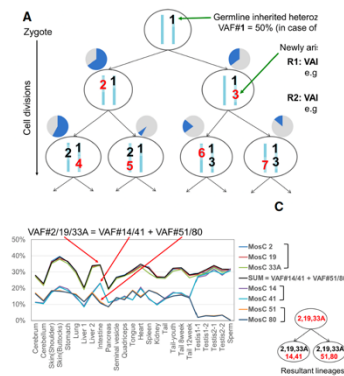 A
Zygote
Cell divisions
1
Germline inherited heteroz
VAF#1 = 50% (in case of
Newly aris
R1: VAI
e.g
R2: VAI
e.g
2 1
1
3
2 1
4
2 1
5
6 1
3
1
7 3
C
VAF#2/19/33A = VAF#14/41 + VAF#51/80
50%
40%
30%
20%
10%
0%
MosC 2
MosC 19
MosC 33A
SUM = VAF#14/41 + VAF#51/80
MosC 14
MosC 41
MosC 51
MosC 80
Cerebrum
Cerebellum
Skin(Shoulder)
Skin(Buttocks)
Stomach
Lung
Liver 1
Liver 2
Intestine
Pancreas
Seminal vesicle
Quadriceps
Tongue
Heart
Spleen
Kidney
Tail
Tail-youth
Tail 8week
Tail 12week
Testis1-1
Testis1-2
Testis2-1
Testis2-2
Sperm
2,19,33A
2,19,33A
14,41
2,19,33A
51,80
Resultant lineages